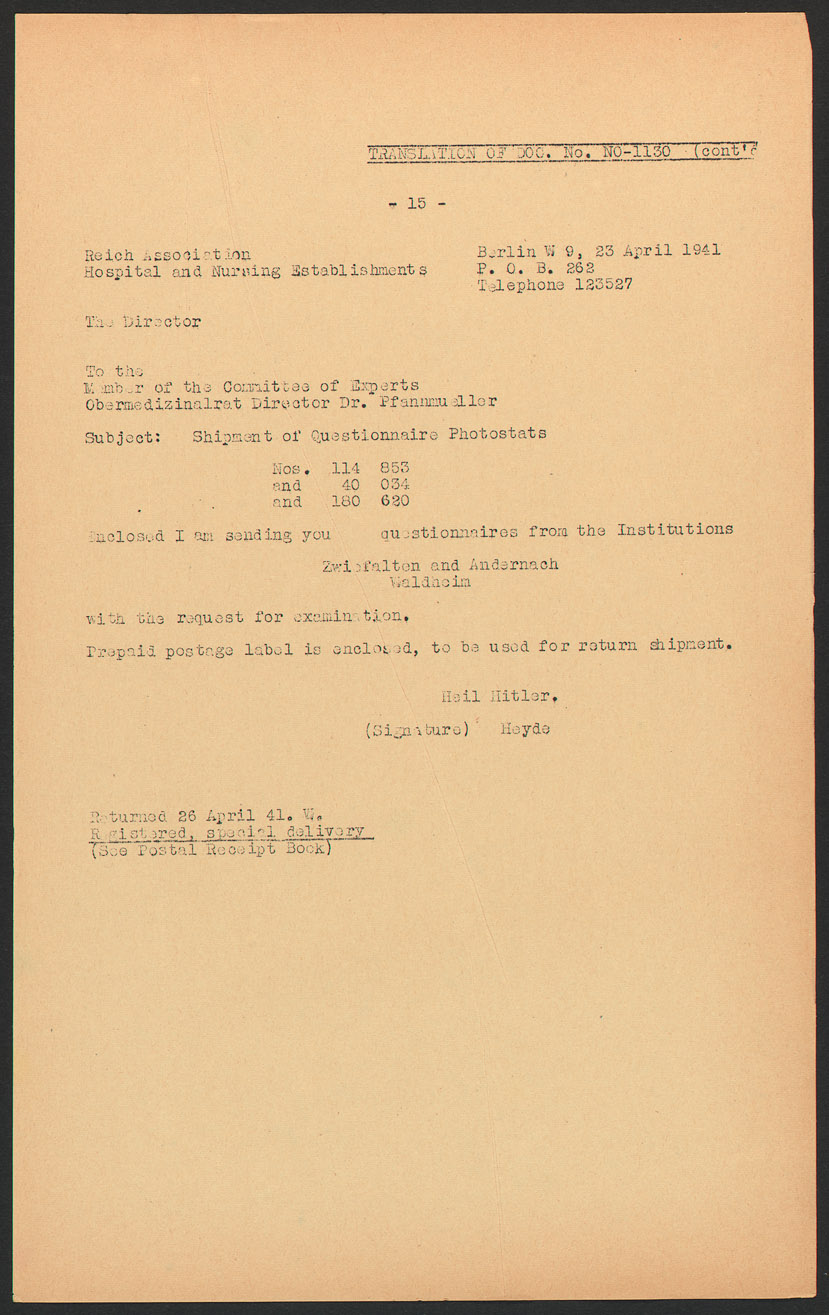 TRANSLATION OF DOC. No. NO-1130 (cont'd
- 15 -
Reich Association
Hospital and Nursing Establishments
Berlin W 9, 23 April 1941
P. O. B. 262
Telephone 123527
The Director
To the
Member of the Committee of Experts
Obermedizinalrat Director Dr. Pfannmueller
Subject: Shipment of Questionnaire Photostats
Nos. 114 853
and 40 034
and 180 620
Enclosed I am sending you questionnaires from the Institutions
Zwiefalten and Andernach
Waldheim
with the request for examination.
Prepaid postage label is enclosed, to be used for return shipment.
Heil Hitler.
(Signature) Heyde
Returned 26 April 41. W.
Registered, special delivery
(See Postal Receipt Book)